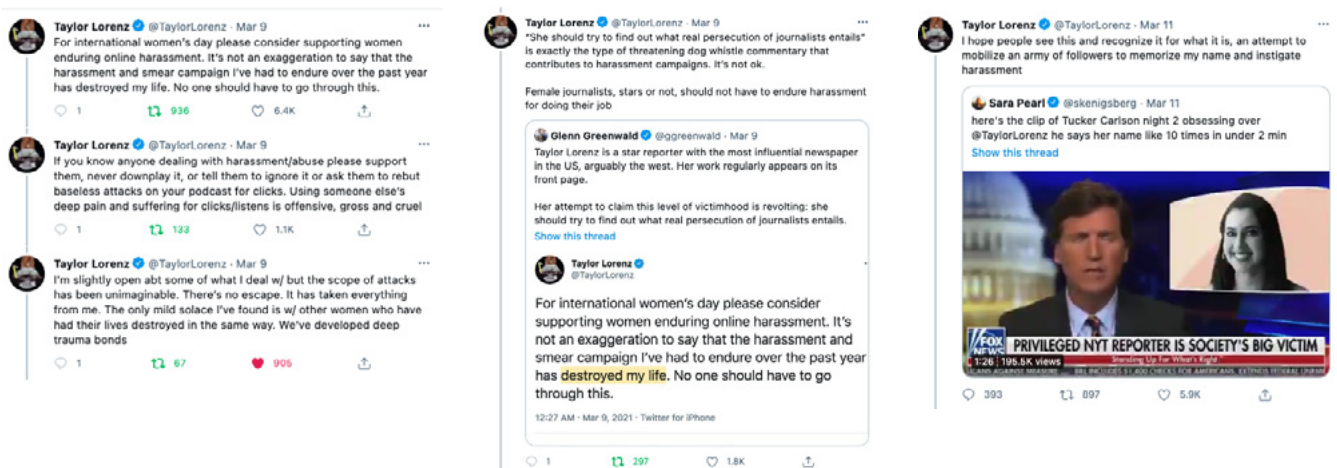 Taylor Lorenz @TaylorLorenz · Mar 9
For international women's day please consider supporting women
enduring online harassment. It's not an exaggeration to say that the
harassment and smear campaign I've had to endure over the past year
has destroyed my life. No one should have to go through this.
1 936 6.4K
Taylor Lorenz @TaylorLorenz · Mar 9
If you know anyone dealing with harassment/abuse please support
them, never downplay it, or tell them to ignore it or ask them to rebut
baseless attacks on your podcast for clicks. Using someone else's
deep pain and suffering for clicks/listens is offensive, gross and cruel
1 133 1.1K
Taylor Lorenz @TaylorLorenz · Mar 9
I'm slightly open abt some of what I deal w/ but the scope of attacks
has been unimaginable. There's no escape. It has taken everything
from me. The only mild solace I've found is w/ other women who have
had their lives destroyed in the same way. We've developed deep
trauma bonds
1 67 905
Taylor Lorenz @TaylorLorenz · Mar 9
"She should try to find out what real persecution of journalists entails"
is exactly the type of threatening dog whistle commentary that
contributes to harassment campaigns. It's not ok.
Female journalists, stars or not, should not have to endure harassment
for doing their job
Glenn Greenwald @ggreenwald · Mar 9
Taylor Lorenz is a star reporter with the most influential newspaper
in the US, arguably the west. Her work regularly appears on its
front page.
Her attempt to claim this level of victimhood is revolting: she
should try to find out what real persecution of journalists entails.
Show this thread
Taylor Lorenz
@TaylorLorenz
For international women's day please consider
supporting women enduring online harassment. It's
not an exaggeration to say that the harassment and
smear campaign I've had to endure over the past year
has destroyed my life. No one should have to go
through this.
12:27 AM · Mar 9, 2021 · Twitter for iPhone
1 297 1.8K
Taylor Lorenz @TaylorLorenz · Mar 11
I hope people see this and recognize it for what it is, an attempt to
mobilize an army of followers to memorize my name and instigate
harassment
Sara Pearl @skenigsberg · Mar 11
here's the clip of Tucker Carlson night 2 obsessing over
@TaylorLorenz he says her name like 10 times in under 2 min
Show this thread
FOX
NEWS
PRIVILEGED NYT REPORTER IS SOCIETY'S BIG VICTIM
1:26 195.5K views
Standing Up For What's Right
393 897 5.9K